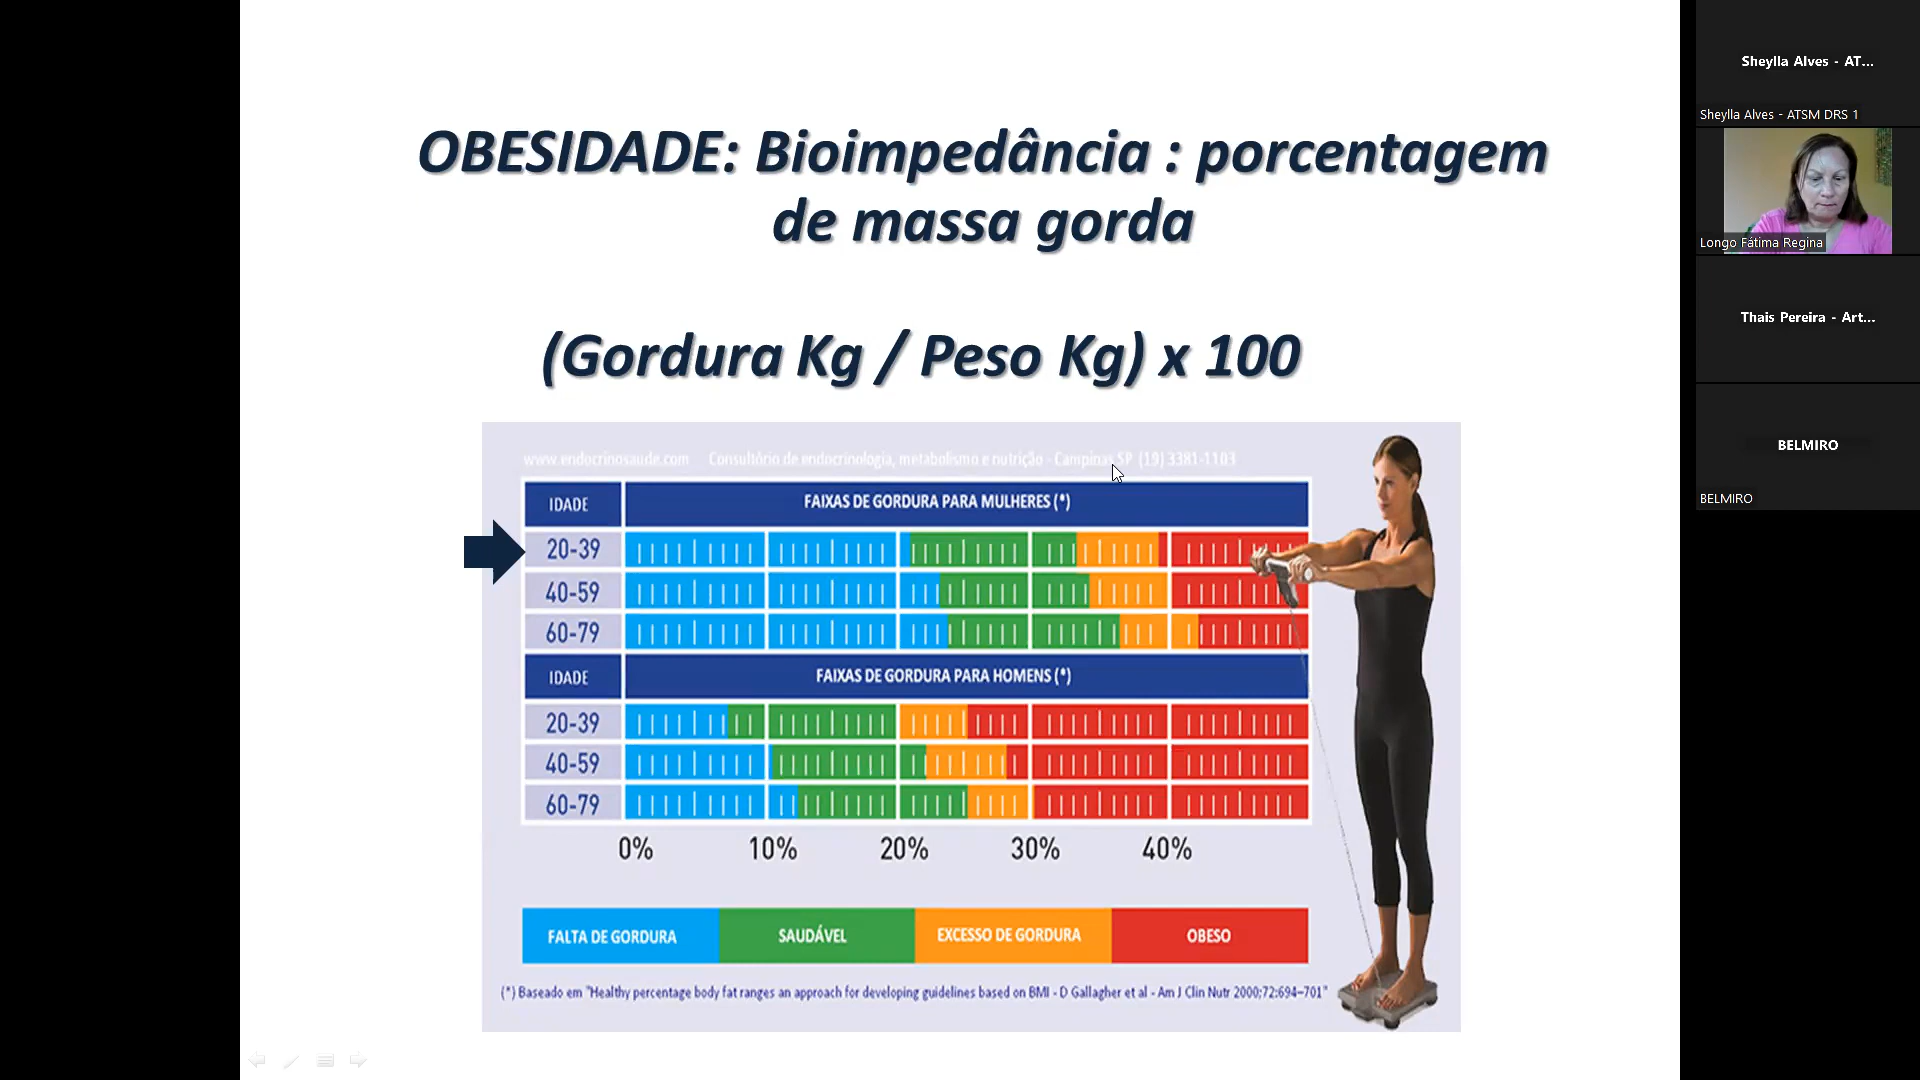 OBESIDADE: Bioimpedância : porcentagem
de massa gorda
(Gordura Kg / Peso Kg) x 100
www.endocrinosaude.com Consultório de endocrinologia, metabolismo e nutrição - Campinas SP (19) 3381-1103
IDADE FAIXAS DE GORDURA PARA MULHERES (*)
20-39
40-59
60-79
IDADE FAIXAS DE GORDURA PARA HOMENS (*)
20-39
40-59
60-79
0% 10% 20% 30% 40%
FALTA DE GORDURA SAUDÁVEL EXCESSO DE GORDURA OBESO
(*) Baseado em "Healthy percentage body fat ranges an approach for developing guidelines based on BMI - D Gallagher et al - Am J Clin Nutr 2000;72:694–701"
Sheylla Alves - AT...
Sheylla Alves - ATSM DRS 1
Longo Fátima Regina
Thais Pereira - Art...
BELMIRO
BELMIRO